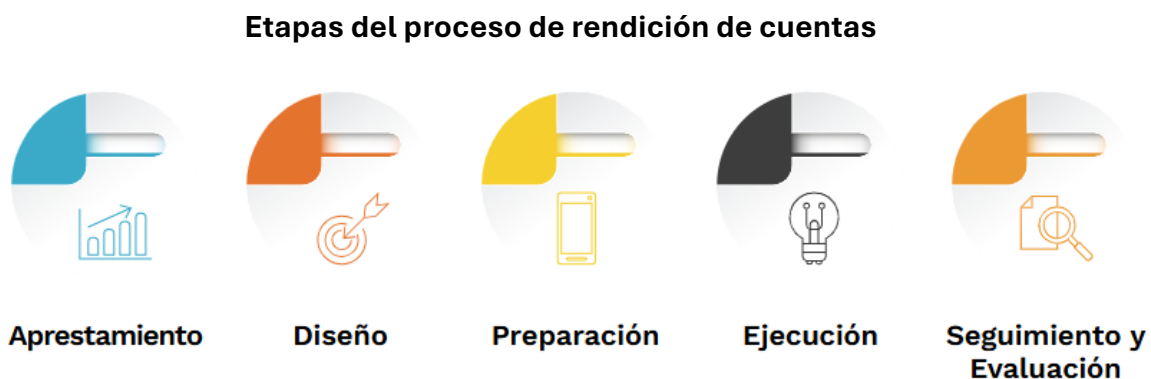 Etapas del proceso de rendición de cuentas
Aprestamiento
Diseño
Preparación
Ejecución
Seguimiento y
Evaluación